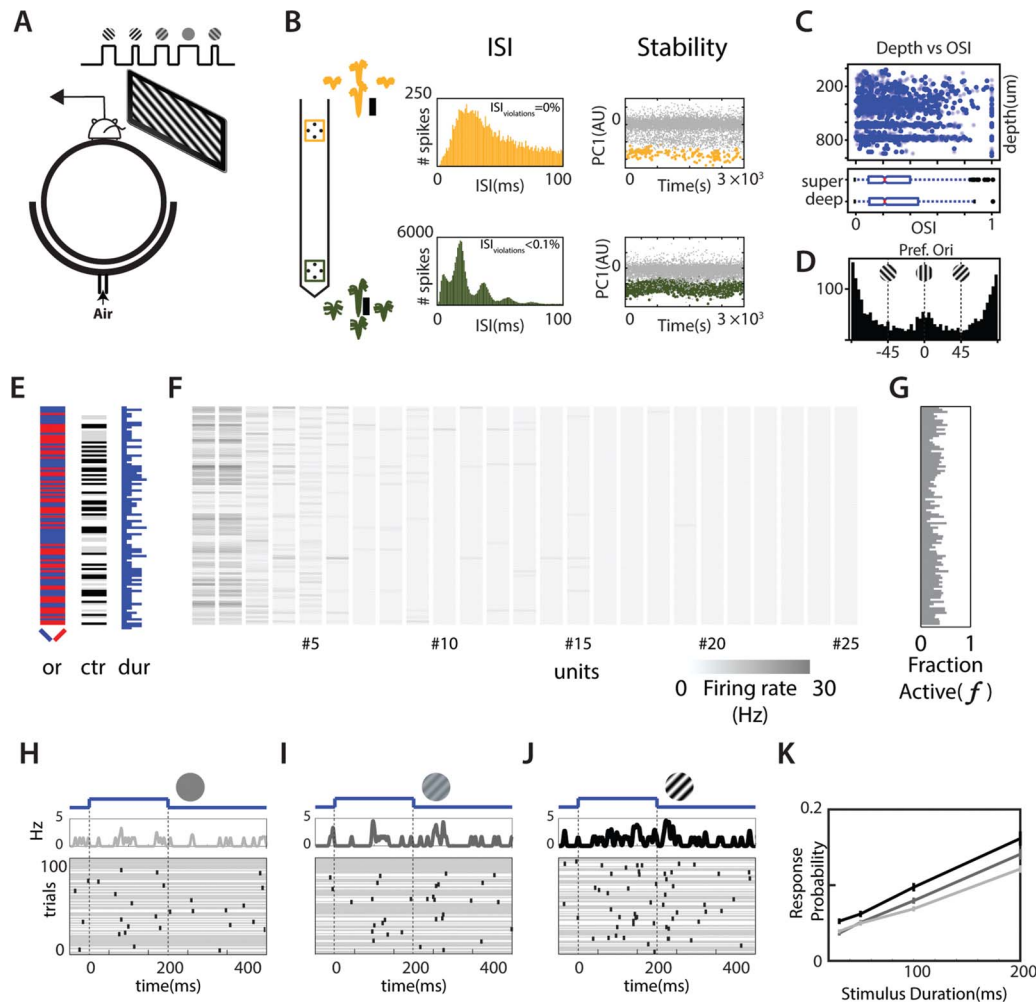 A
Air
B
ISI
Stability
250
# spikes
ISIviolations=0%
0
ISI(ms)
100
PC1(AU)
0
0
Time(s)
3×10³
6000
# spikes
ISIviolations<0.1%
0
ISI(ms)
100
PC1(AU)
0
0
Time(s)
3×10³
C
Depth vs OSI
200
800
depth(um)
super
deep
0
OSI
1
D
Pref. Ori
100
-45
0
45
E
or
ctr
dur
F
#5
#10
#15
#20
#25
units
0
Firing rate
(Hz)
30
G
0
1
Fraction
Active(f)
H
Hz
5
0
100
trials
0
0
200
400
time(ms)
I
5
0
0
200
400
time(ms)
J
5
0
0
200
400
time(ms)
K
0.2
Response
Probability
0
100
200
Stimulus Duration(ms)